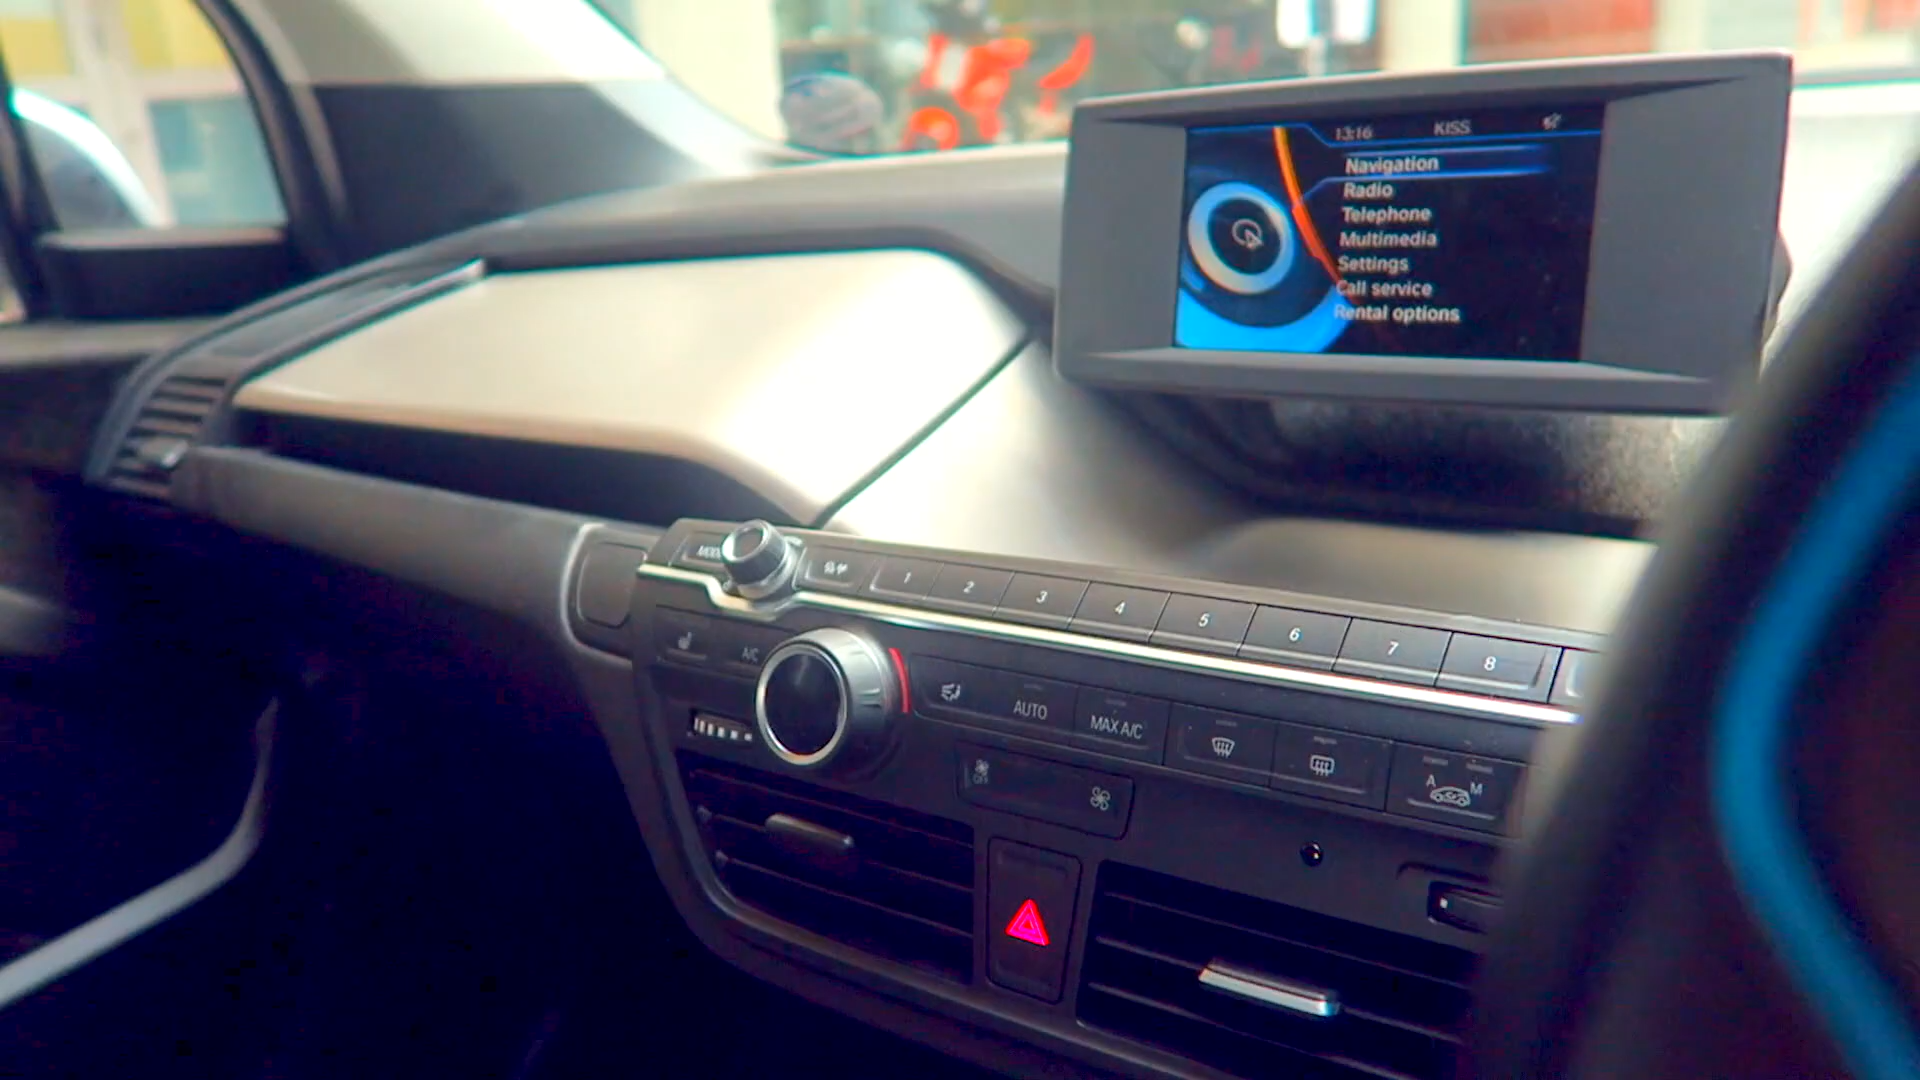 13:16 KISS
Navigation
Radio
Telephone
Multimedia
Settings
Call service
Rental options
1 2 3 4 5 6 7 8
A/C
AUTO
MAX A/C
A M
OFF